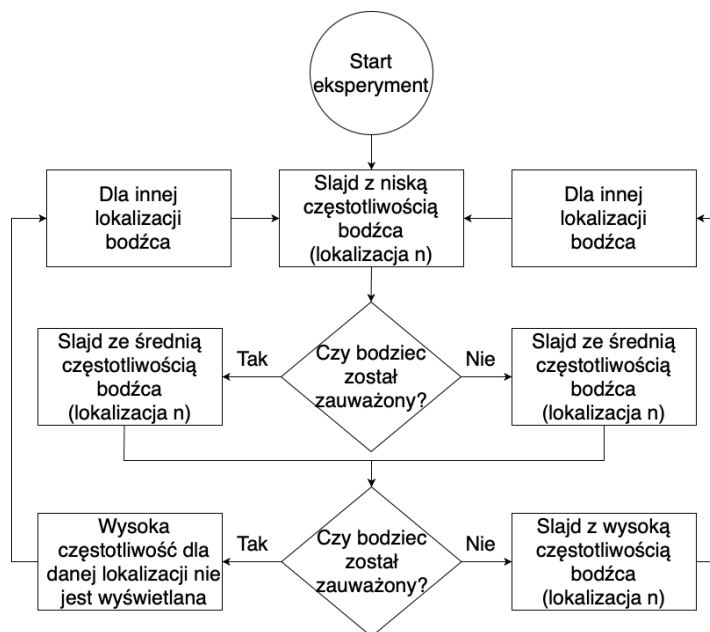 Start
eksperyment
Dla innej
lokalizacji
bodźca
Slajd z niską
częstotliwością
bodźca
(lokalizacja n)
Dla innej
lokalizacji
bodźca
Slajd ze średnią
częstotliwością
bodźca
(lokalizacja n)
Tak
Czy bodziec
został
zauważony?
Nie
Slajd ze średnią
częstotliwością
bodźca
(lokalizacja n)
Wysoka
częstotliwość dla
danej lokalizacji nie
jest wyświetlana
Tak
Czy bodziec
został
zauważony?
Nie
Slajd z wysoką
częstotliwością
bodźca
(lokalizacja n)